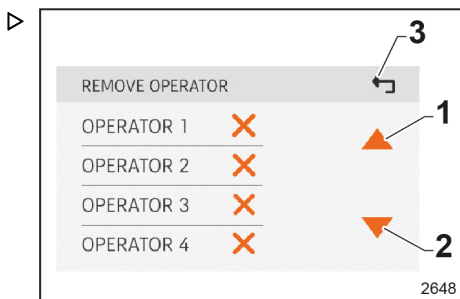 3
REMOVE OPERATOR
1
OPERATOR 1
OPERATOR 2
OPERATOR 3
OPERATOR 4
2
2648